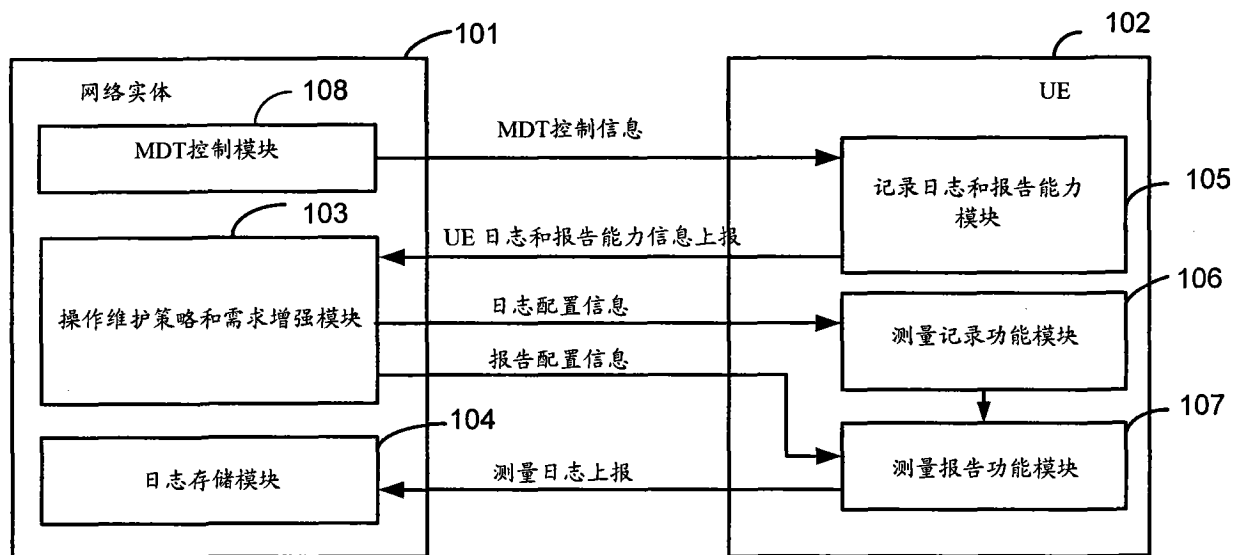 101
102
网络实体
UE
108
MDT控制模块
MDT控制信息
记录日志和报告能力
模块
105
103
UE 日志和报告能力信息上报
操作维护策略和需求增强模块
日志配置信息
106
测量记录功能模块
报告配置信息
104
107
日志存储模块
测量日志上报
测量报告功能模块